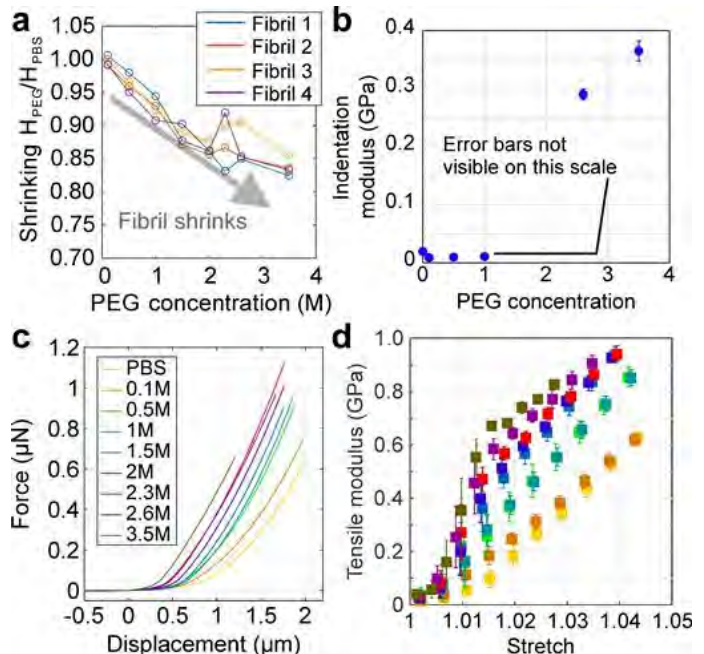 a
1.05
1.00
0.95
0.90
0.85
0.80
0.75
0.70
Shrinking H_PEG/H_PBS
Fibril 1
Fibril 2
Fibril 3
Fibril 4
Fibril shrinks
0 1 2 3 4
PEG concentration (M)
b
0.4
0.3
0.2
0.1
0
Indentation
modulus (GPa)
Error bars not
visible on this scale
0 1 2 3 4
PEG concentration
c
1.2
1
0.8
0.6
0.4
0.2
0
Force (µN)
PBS
0.1M
0.5M
1M
1.5M
2M
2.3M
2.6M
3.5M
-0.5 0 0.5 1 1.5 2
Displacement (µm)
d
1.0
0.8
0.6
0.4
0.2
0
Tensile modulus (GPa)
1 1.01 1.02 1.03 1.04 1.05
Stretch